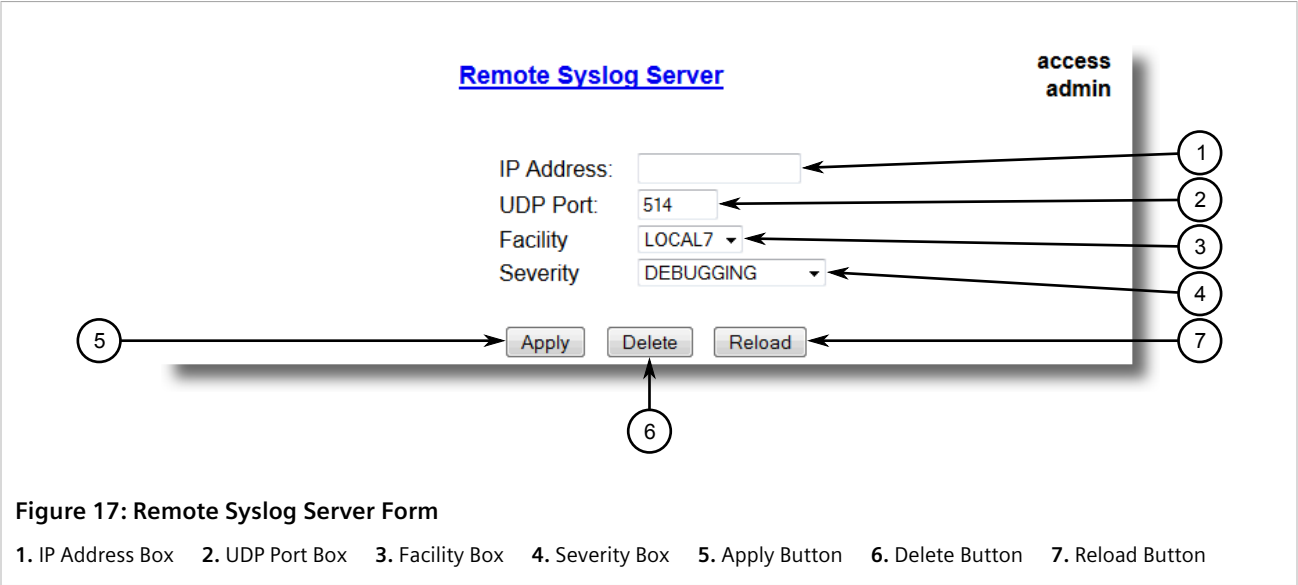 Remote Syslog Server
access
admin
IP Address:
1
UDP Port: 514
2
Facility LOCAL7
3
Severity DEBUGGING
4
5
Apply Delete Reload
7
6
Figure 17: Remote Syslog Server Form
1. IP Address Box 2. UDP Port Box 3. Facility Box 4. Severity Box 5. Apply Button 6. Delete Button 7. Reload Button